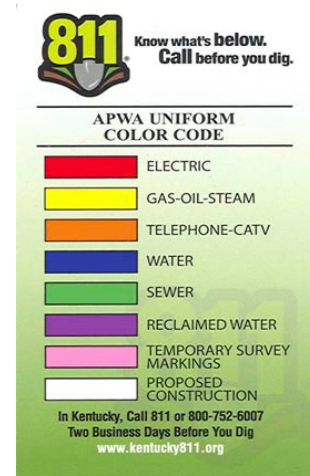 811
Know what's below.
Call before you dig.
APWA UNIFORM
COLOR CODE
ELECTRIC
GAS-OIL-STEAM
TELEPHONE-CATV
WATER
SEWER
RECLAIMED WATER
TEMPORARY SURVEY
MARKINGS
PROPOSED
CONSTRUCTION
In Kentucky, Call 811 or 800-752-6007
Two Business Days Before You Dig
www.kentucky811.org